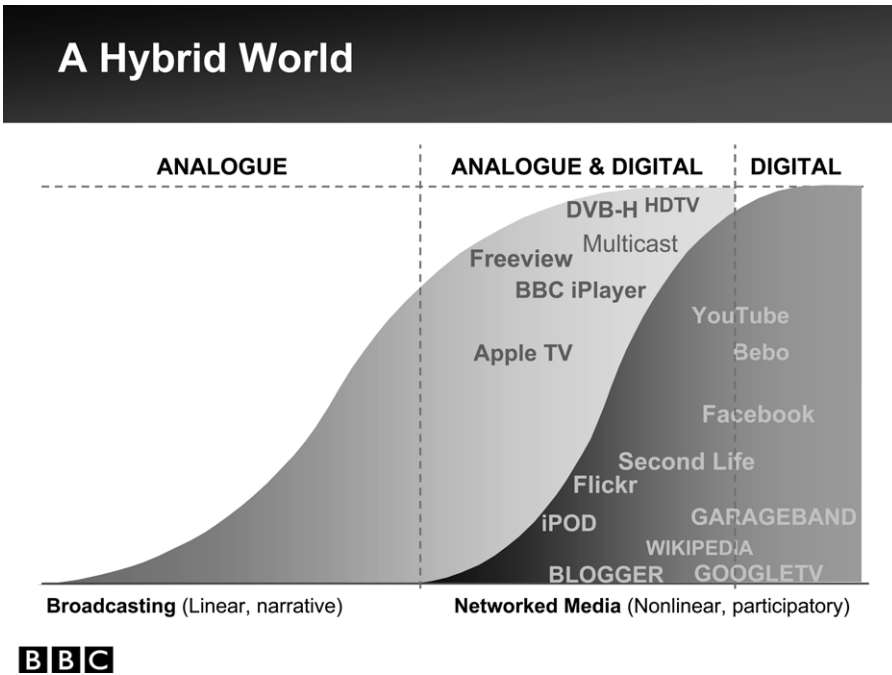 A Hybrid World
ANALOGUE
ANALOGUE & DIGITAL
DIGITAL
DVB-H
HDTV
Multicast
Freeview
BBC iPlayer
Apple TV
YouTube
Bebo
Facebook
Second Life
Flickr
iPOD
GARAGEBAND
WIKIPEDIA
BLOGGER
GOOGLETV
Broadcasting (Linear, narrative)
Networked Media (Nonlinear, participatory)
BBC